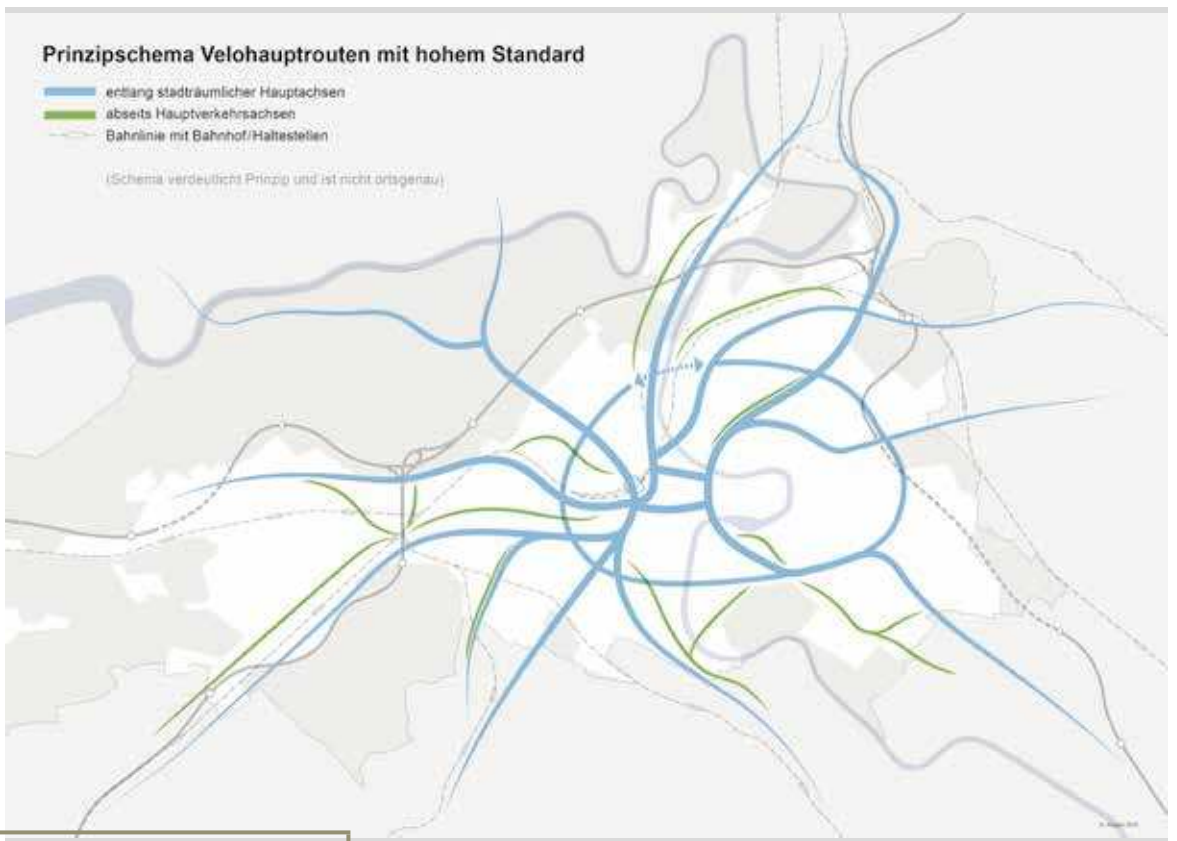 Prinzipschema Velohauptrouten mit hohem Standard
entlang stadträumlicher Hauptachsen
abseits Hauptverkehrsachsen
Bahnlinie mit Bahnhof/Haltestellen
(Schema verdeutlicht Prinzip und ist nicht ortsgenau)